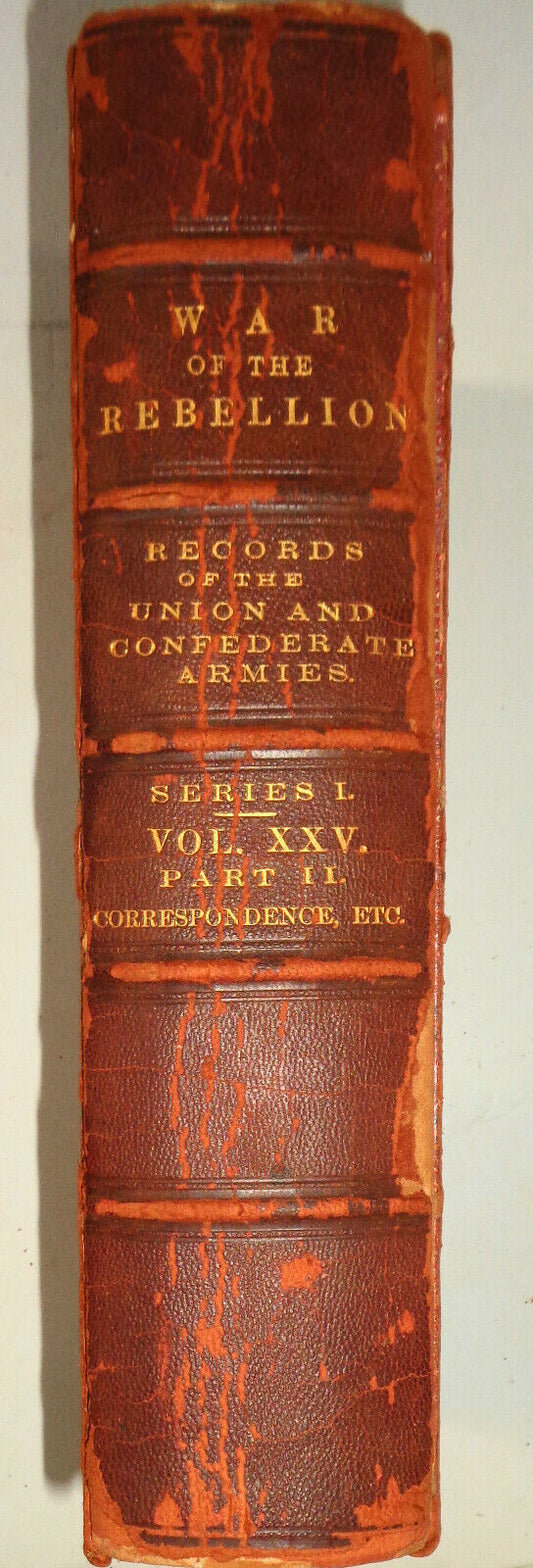 WAR
OF THE
REBELLION
RECORDS
OF THE
UNION AND
CONFEDERATE
ARMIES.
SERIES I.
VOL. XXV.
PART II.
CORRESPONDENCE, ETC.